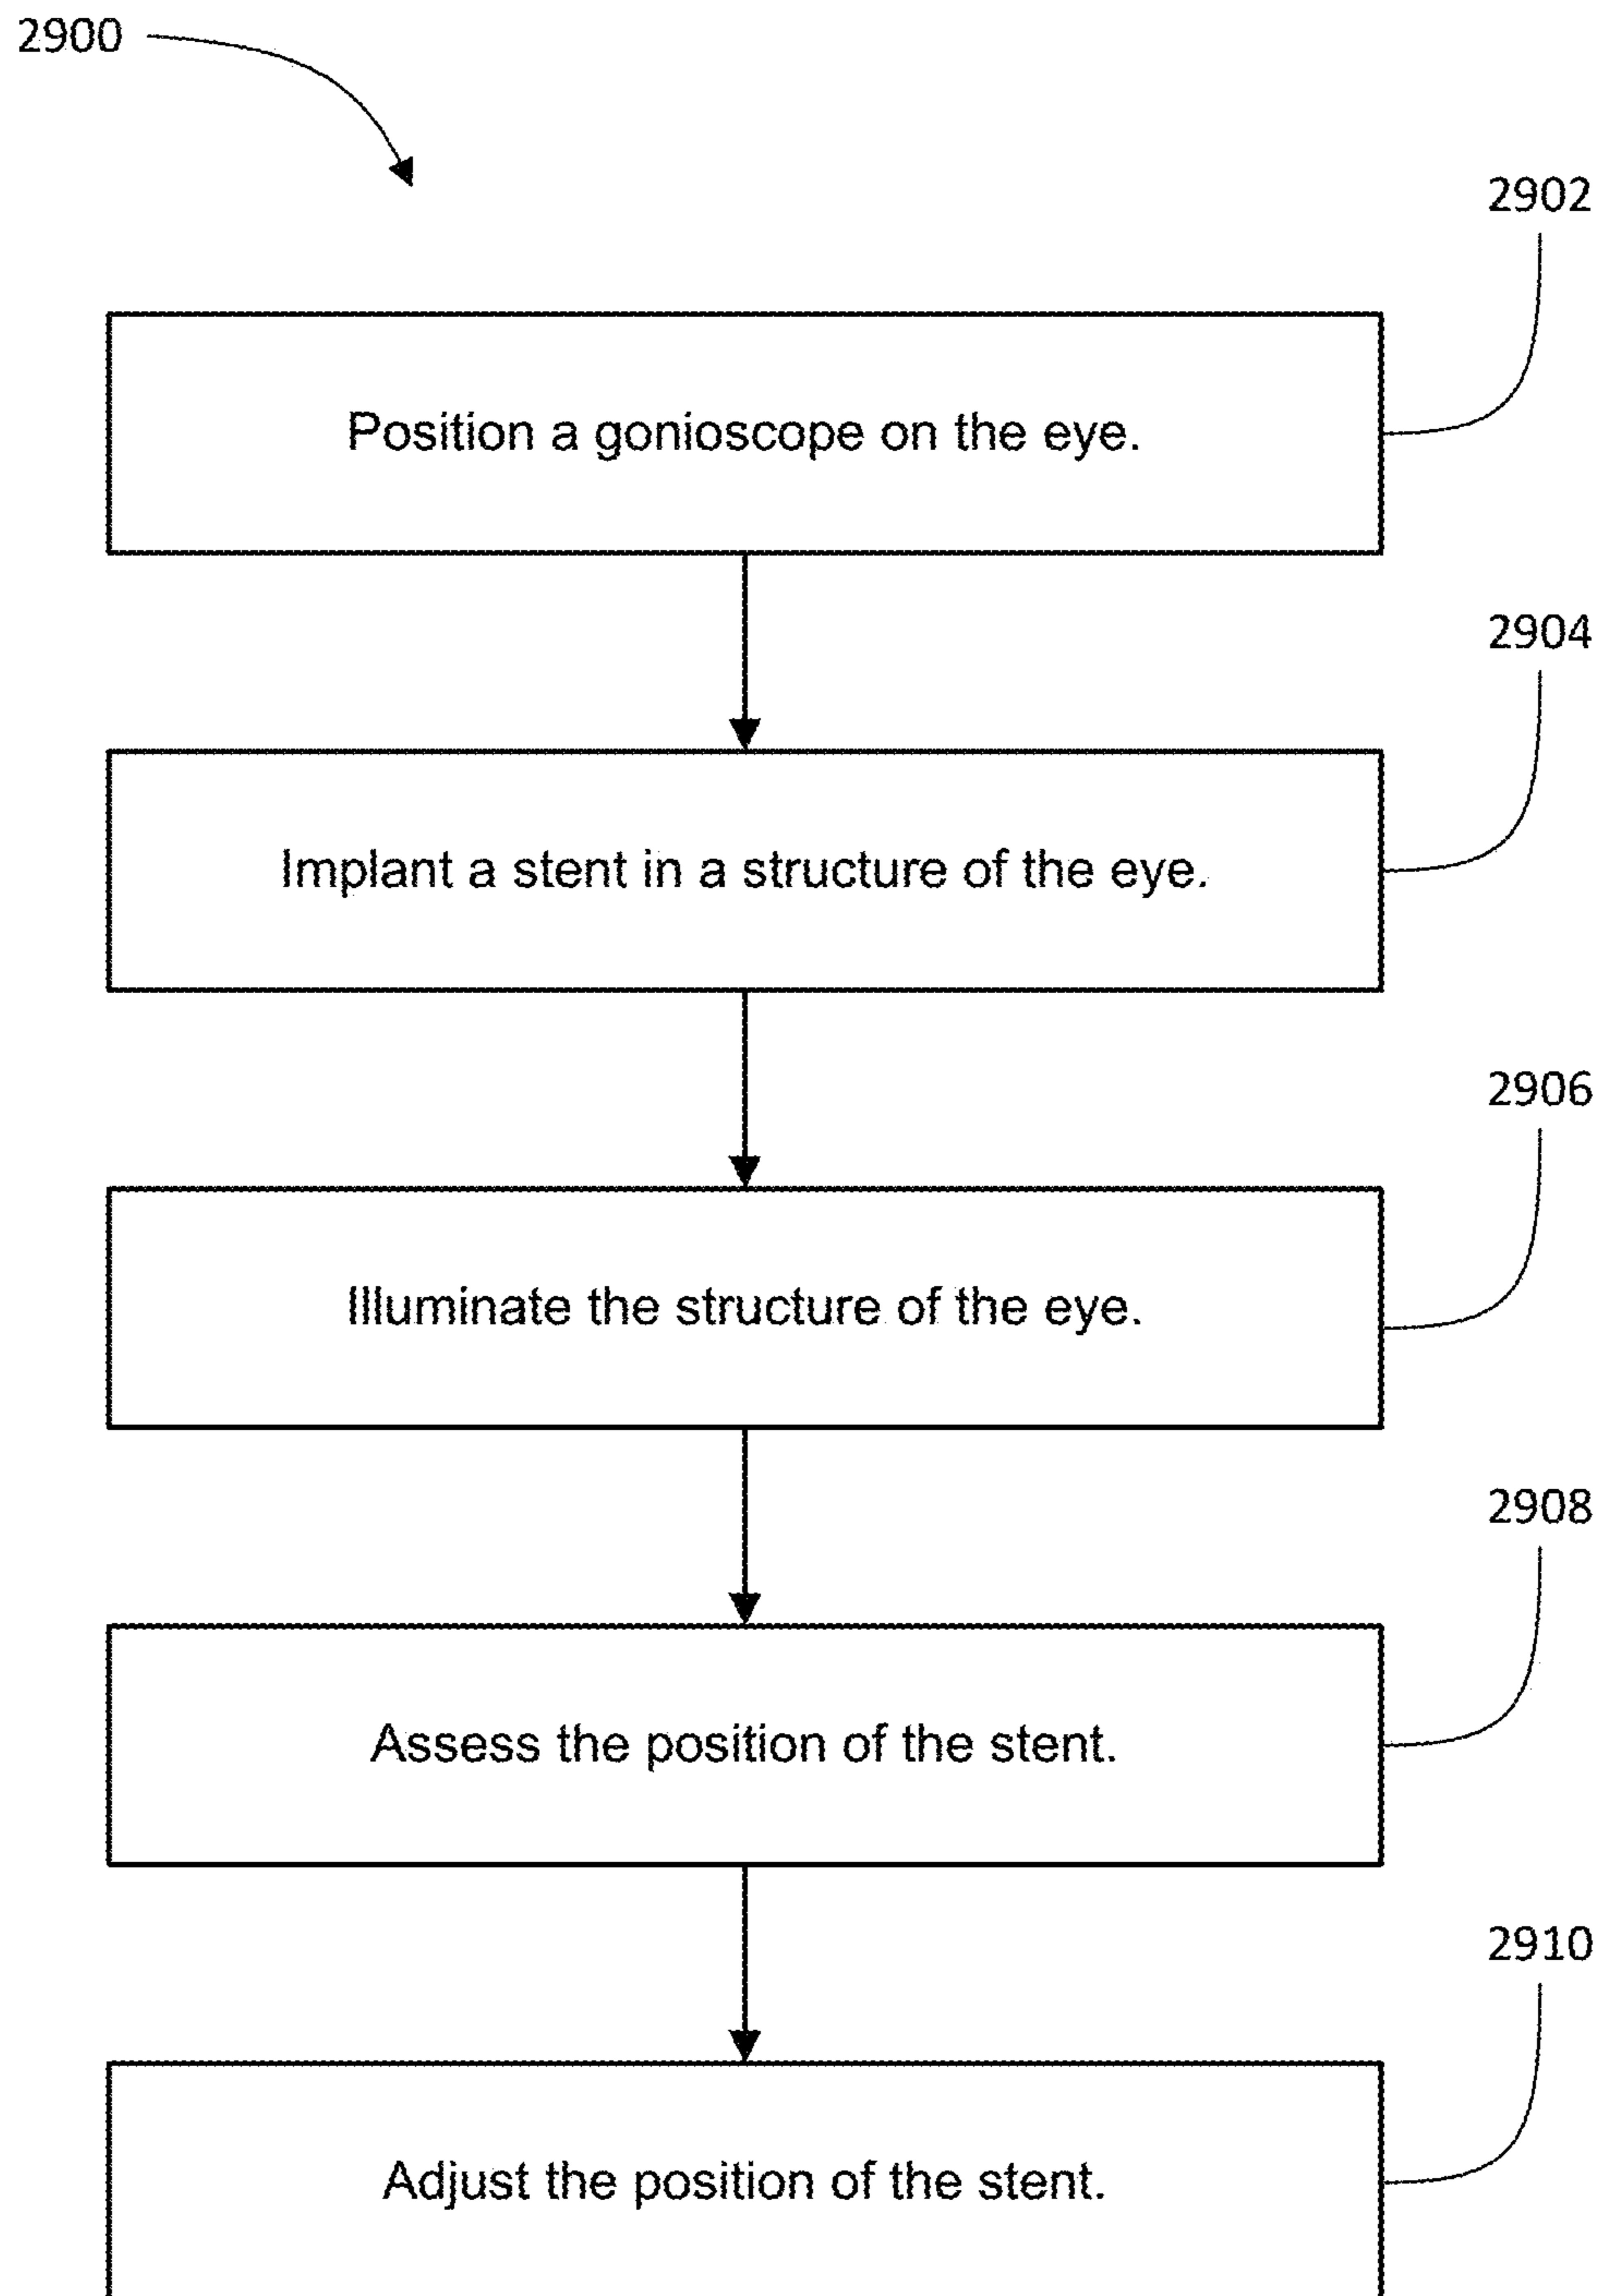 2900
2902
Position a gonioscope on the eye.
2904
Implant a stent in a structure of the eye.
2906
Illuminate the structure of the eye.
2908
Assess the position of the stent.
2910
Adjust the position of the stent.